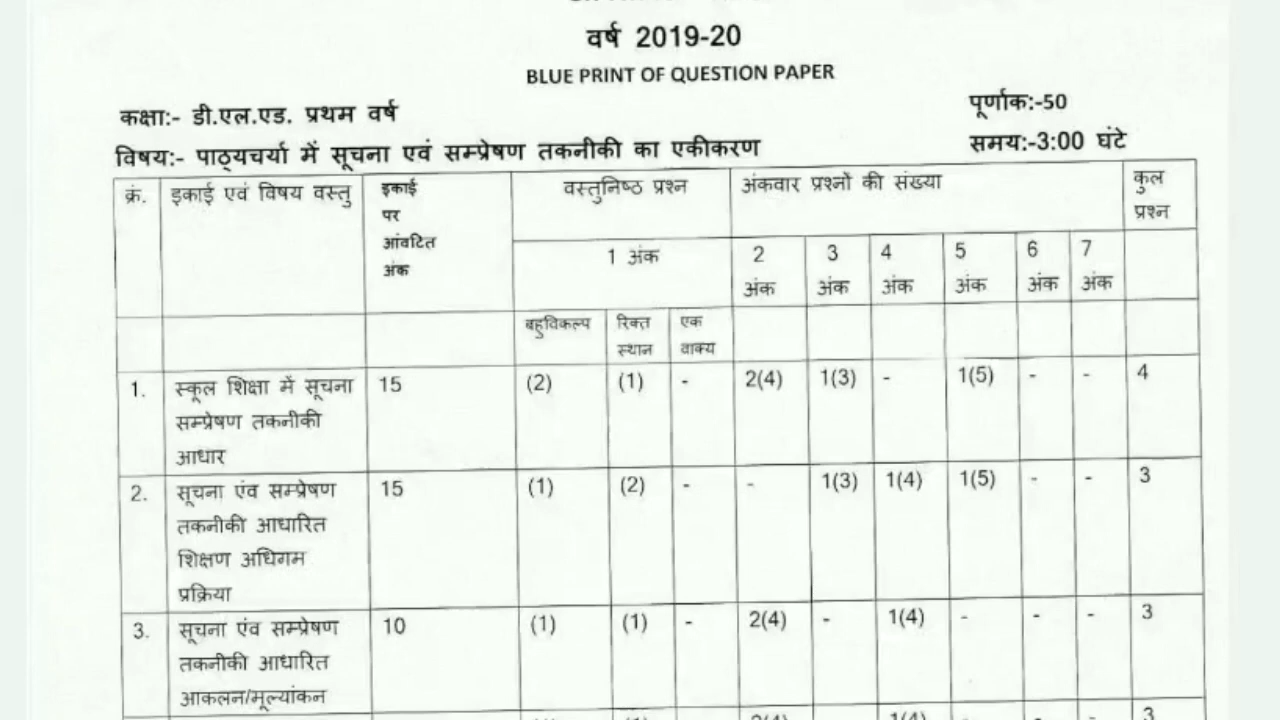 वर्ष 2019-20
BLUE PRINT OF QUESTION PAPER
कक्षा:- डी.एल.एड. प्रथम वर्ष
पूर्णाक:-50
विषय:- पाठ्यचर्या में सूचना एवं सम्प्रेषण तकनीकी का एकीकरण
समय:-3:00 घंटे
क्रं. इकाई एवं विषय वस्तु इकाई पर आंवटित अंक वस्तुनिष्ठ प्रश्न अंकवार प्रश्नों की संख्या कुल प्रश्न
1 अंक 2 अंक 3 अंक 4 अंक 5 अंक 6 अंक 7 अंक
बहुविकल्प रिक्त स्थान एक वाक्य
1. स्कूल शिक्षा में सूचना 15 (2) (1) - 2(4) 1(3) - 1(5) - - 4
सम्प्रेषण तकनीकी
आधार
2. सूचना एंव सम्प्रेषण 15 (1) (2) - - 1(3) 1(4) 1(5) - - 3
तकनीकी आधारित
शिक्षण अधिगम
प्रक्रिया
3. सूचना एंव सम्प्रेषण 10 (1) (1) - 2(4) - 1(4) - - - 3
तकनीकी आधारित
आकलन/मूल्यांकन
2(4) 1(4) - - - 3